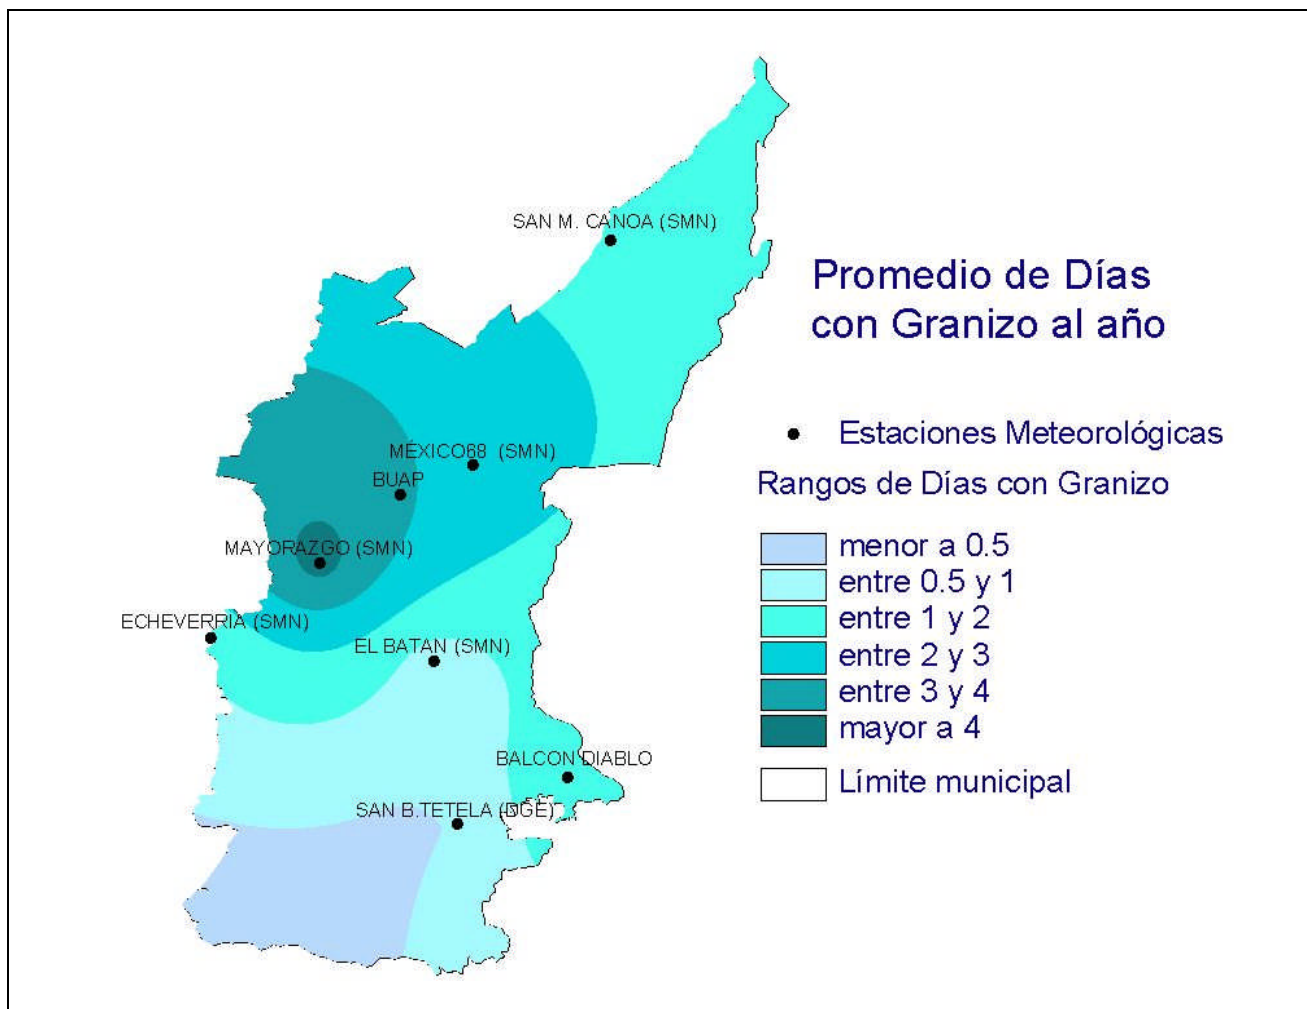 SAN M. CANOA (SMN)
Promedio de Días
con Granizo al año
Estaciones Meteorológicas
MÉXICO68 (SMN)
BUAP
Rangos de Días con Granizo
menor a 0.5
MAYORAZGO (SMN)
entre 0.5 y 1
ECHEVERRIA (SMN)
entre 1 y 2
EL BATAN (SMN)
entre 2 y 3
entre 3 y 4
mayor a 4
BALCON DIABLO
Límite municipal
SAN B.TETELA (DGE)